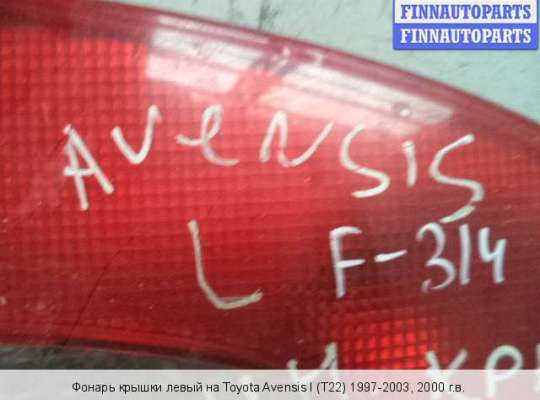 FINNAUTOPARTS
FINNAUTOPARTS
AVENSIS
L F-314
Фонарь крышки левый на Toyota Avensis I (T22) 1997-2003, 2000 г.в.